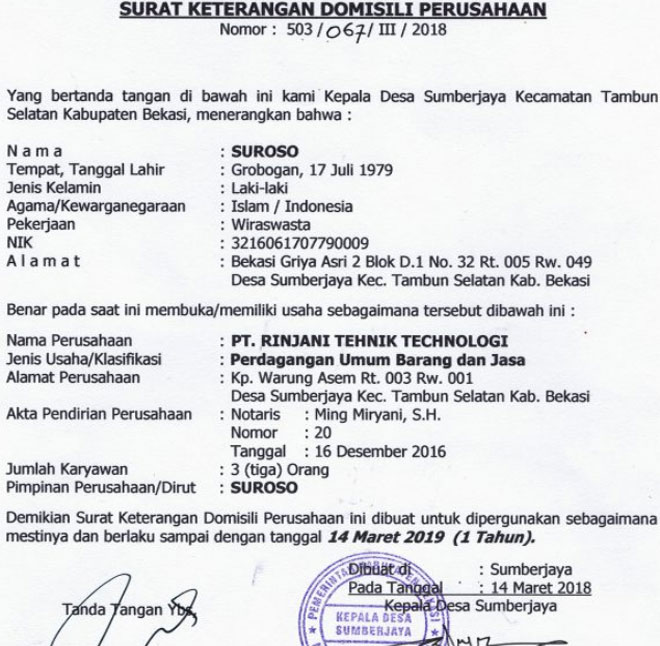 SURAT KETERANGAN DOMISILI PERUSAHAAN
Nomor : 503 / 067 / III / 2018
Yang bertanda tangan di bawah ini kami Kepala Desa Sumberjaya Kecamatan Tambun
Selatan Kabupaten Bekasi, menerangkan bahwa :
N a m a : SUROSO
Tempat, Tanggal Lahir : Grobogan, 17 Juli 1979
Jenis Kelamin : Laki-laki
Agama/Kewarganegaraan : Islam / Indonesia
Pekerjaan : Wiraswasta
NIK : 3216061707790009
A l a m a t : Bekasi Griya Asri 2 Blok D.1 No. 32 Rt. 005 Rw. 049
Desa Sumberjaya Kec. Tambun Selatan Kab. Bekasi
Benar pada saat ini membuka/memiliki usaha sebagaimana tersebut dibawah ini :
Nama Perusahaan : PT. RINJANI TEHNIK TECHNOLOGI
Jenis Usaha/Klasifikasi : Perdagangan Umum Barang dan Jasa
Alamat Perusahaan : Kp. Warung Asem Rt. 003 Rw. 001
Desa Sumberjaya Kec. Tambun Selatan Kab. Bekasi
Akta Pendirian Perusahaan : Notaris : Ming Miryani, S.H.
Nomor : 20
Tanggal : 16 Desember 2016
Jumlah Karyawan : 3 (tiga) Orang
Pimpinan Perusahaan/Dirut : SUROSO
Demikian Surat Keterangan Domisili Perusahaan ini dibuat untuk dipergunakan sebagaimana
mestinya dan berlaku sampai dengan tanggal 14 Maret 2019 (1 Tahun).
Dibuat di : Sumberjaya
Pada Tanggal : 14 Maret 2018
Tanda Tangan Ybs, Kepala Desa Sumberjaya
KEPALA DESA
SUMBERJAYA